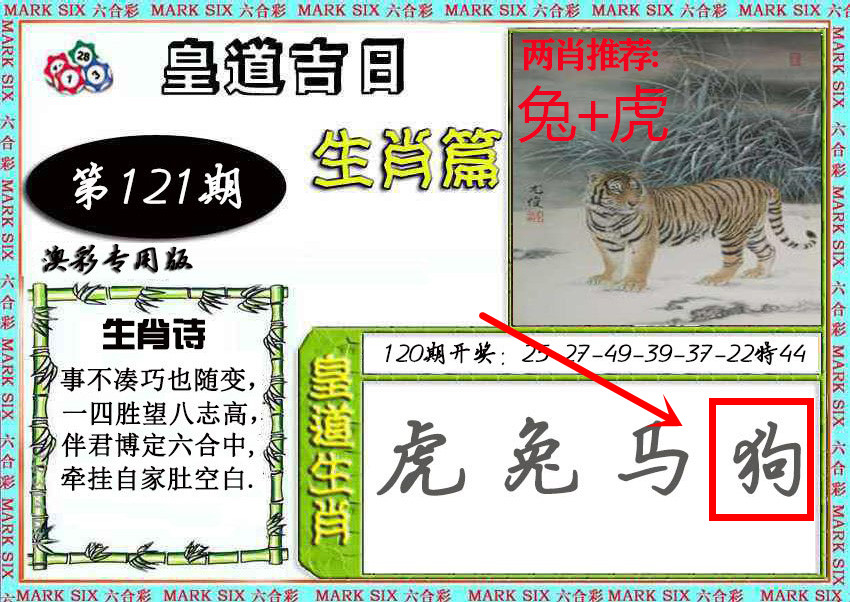 MARK SIX 六合彩 MARK SIX 六合彩 MARK SIX 六合彩 MARK SIX 六合彩 MARK SIX 六合彩 MARK SIX 六合彩
28
1
3
皇道吉日
生肖篇
第121期
澳彩专用版
两肖推荐:
兔+虎
生肖诗
事不凑巧也随变，
一四胜望八志高，
伴君博定六合中，
牵挂自家肚空白.
皇道生肖
120期开奖：25-27-49-39-37-22特44
虎 兔 马 狗
MARK SIX 六合彩 MARK SIX 六合彩 MARK SIX 六合彩 MARK SIX 六合彩 MARK SIX 六合彩 MARK SIX 六合彩